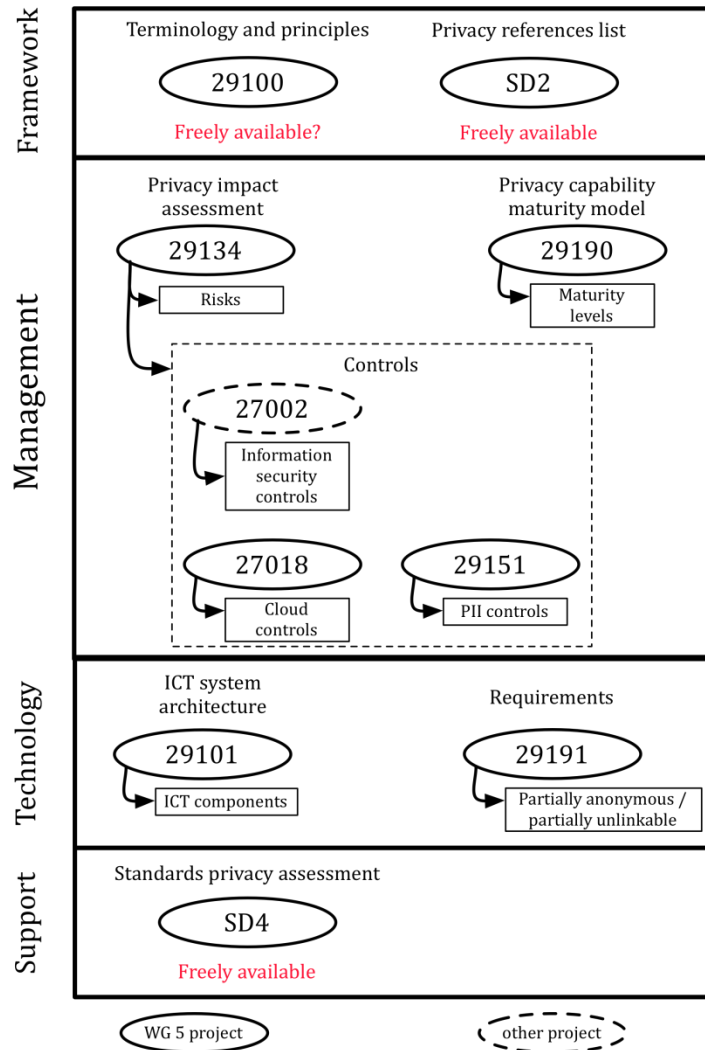 Framework
Terminology and principles
Privacy references list
29100
SD2
Freely available?
Freely available
Management
Privacy impact
assessment
Privacy capability
maturity model
29134
29190
Risks
Maturity
levels
Controls
27002
Information
security
controls
27018
29151
Cloud
controls
PII controls
Technology
ICT system
architecture
Requirements
29101
29191
ICT components
Partially anonymous /
partially unlinkable
Support
Standards privacy assessment
SD4
Freely available
WG 5 project
other project